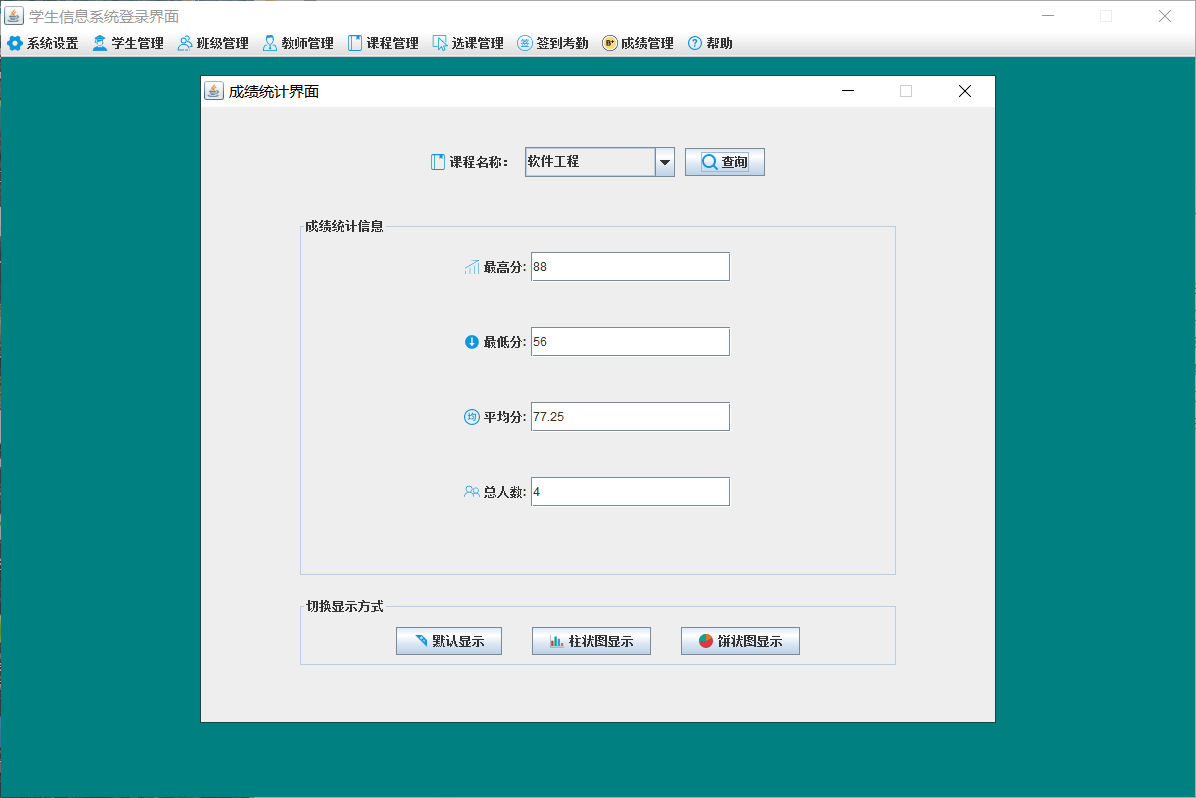 学生信息系统登录界面
系统设置 学生管理 班级管理 教师管理 课程管理 选课管理 签 签到考勤 B+ 成绩管理 ? 帮助
成绩统计界面
课程名称： 软件工程 查询
成绩统计信息
最高分: 88
最低分: 56
均 平均分: 77.25
总人数: 4
切换显示方式
默认显示 柱状图显示 饼状图显示